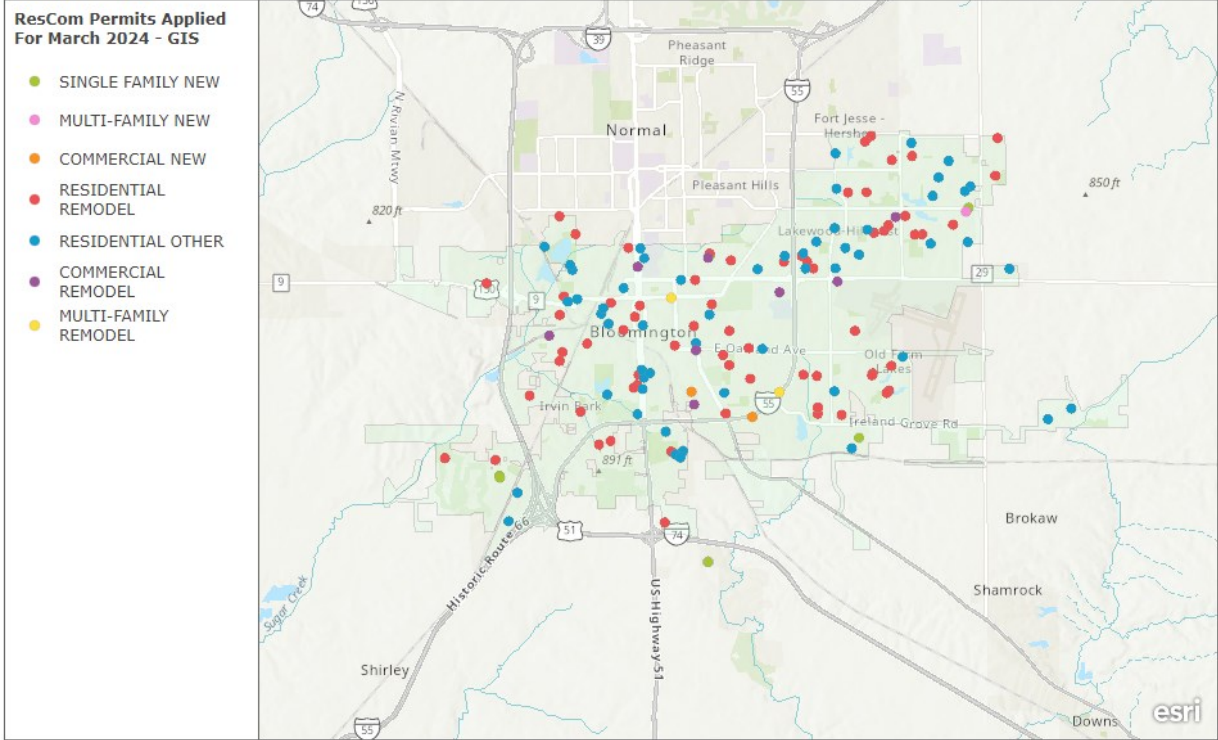 ResCom Permits Applied
For March 2024 - GIS
SINGLE FAMILY NEW
MULTI-FAMILY NEW
COMMERCIAL NEW
RESIDENTIAL
REMODEL
RESIDENTIAL OTHER
COMMERCIAL
REMODEL
MULTI-FAMILY
REMODEL
74
150
39
Pheasant
Ridge
55
N Rivian Mtwy
Normal
Fort Jesse -
Pleasant Hills
850 ft
820 ft
9
150
9
29
Bloomington
E Oakland Ave
Old Farm
Lakes
55
Irvin Park
Ireland Grove Rd
891 ft
51
74
Brokaw
Historic Route 66
US Highway 51
Shamrock
Sugar Creek
Shirley
55
Downs
esri